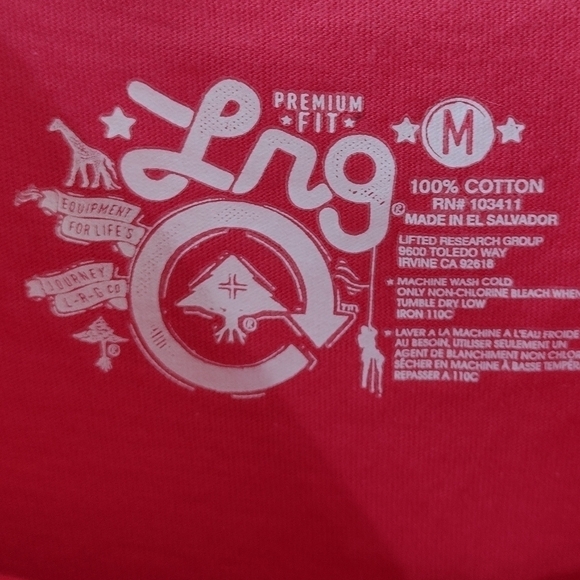 PREMIUM
FIT
Lrg
®
M
EQUIPMENT
FOR LIFE'S
JOURNEY
L-R-G CO
®
®
100% COTTON
RN# 103411
MADE IN EL SALVADOR
LIFTED RESEARCH GROUP
9600 TOLEDO WAY
IRVINE CA 92618
MACHINE WASH COLD
ONLY NON-CHLORINE BLEACH WHEN
TUMBLE DRY LOW
IRON 110C
LAVER A LA MACHINE A L'EAU FROIDE
AU BESOIN, UTILISER SEULEMENT UN
AGENT DE BLANCHIMENT NON CHLOR
SÉCHER EN MACHINE À BASSE TEMPÉRA
REPASSER A 110C